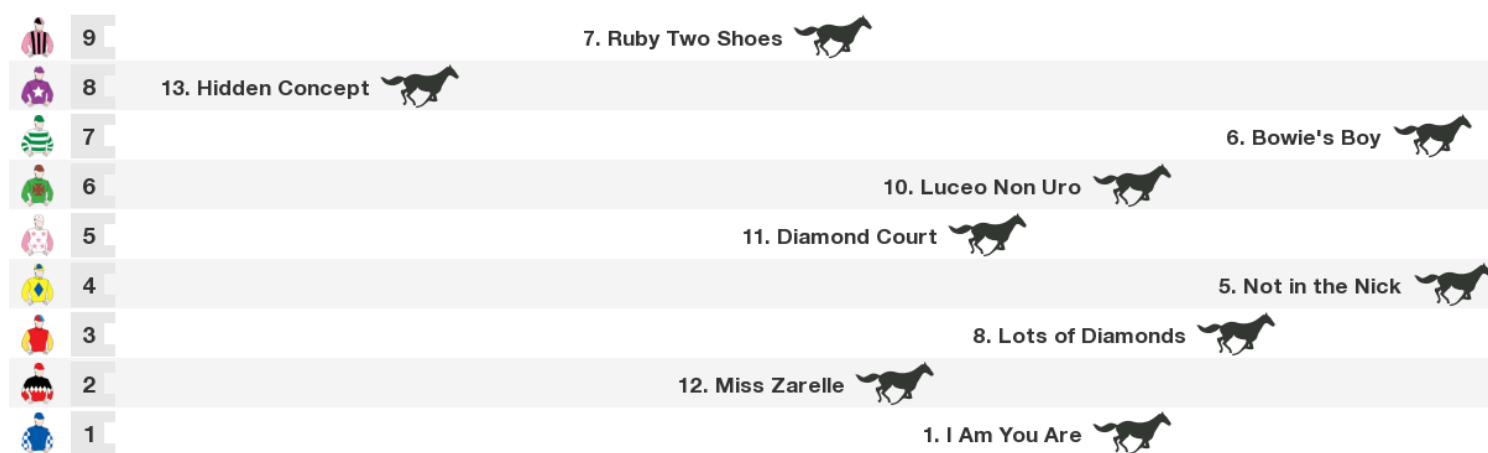 9 7. Ruby Two Shoes
8 13. Hidden Concept
7 6. Bowie's Boy
6 10. Luceo Non Uro
5 11. Diamond Court
4 5. Not in the Nick
3 8. Lots of Diamonds
2 12. Miss Zarelle
1 1. I Am You Are